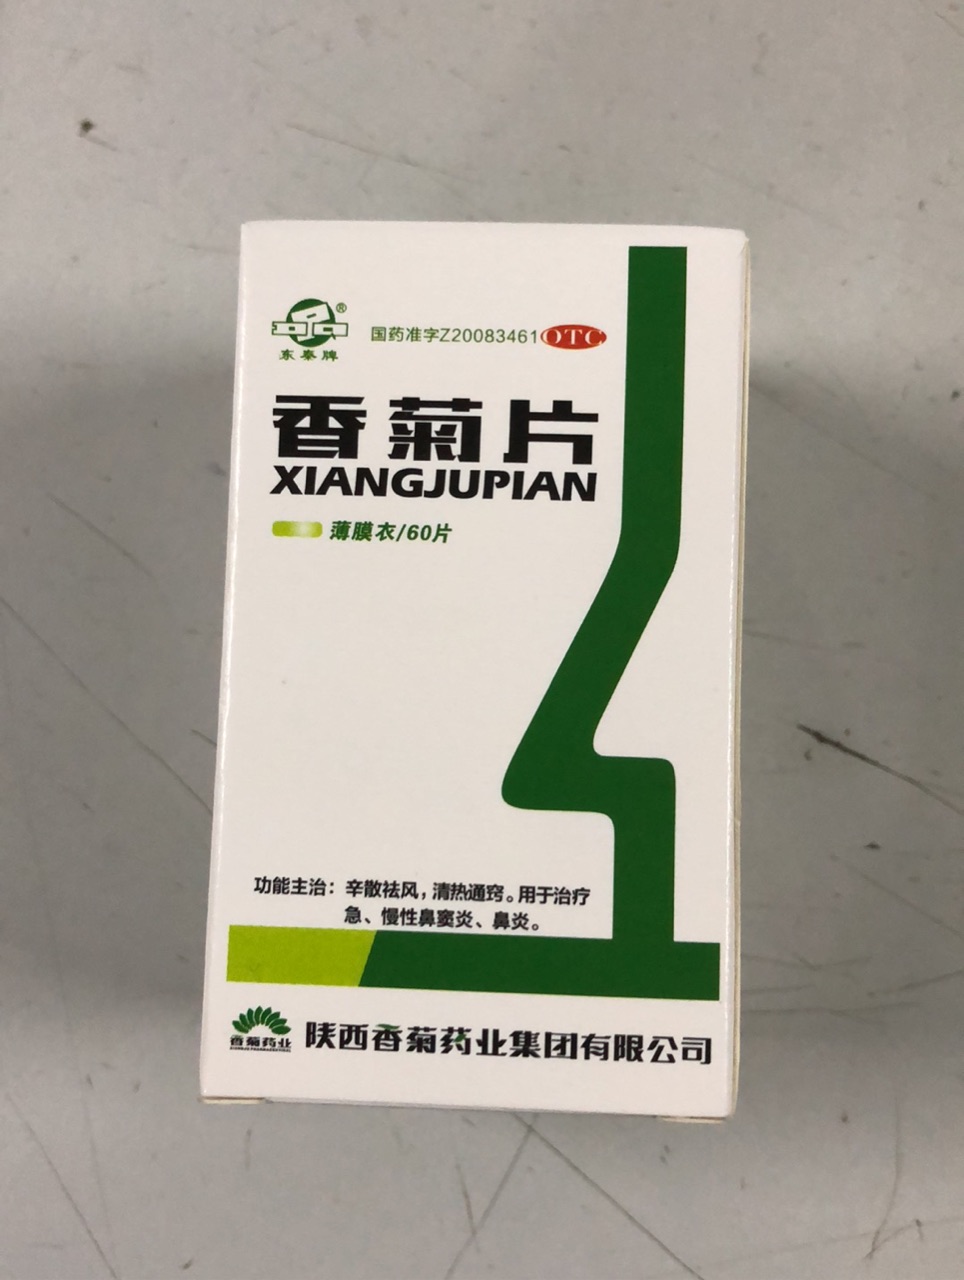 ®
东泰牌
国药准字Z20083461 OTC
香菊片
XIANGJUPIAN
薄膜衣/60片
功能主治：辛散祛风，清热通窍。用于治疗
急、慢性鼻窦炎、鼻炎。
香菊药业
陕西香菊药业集团有限公司